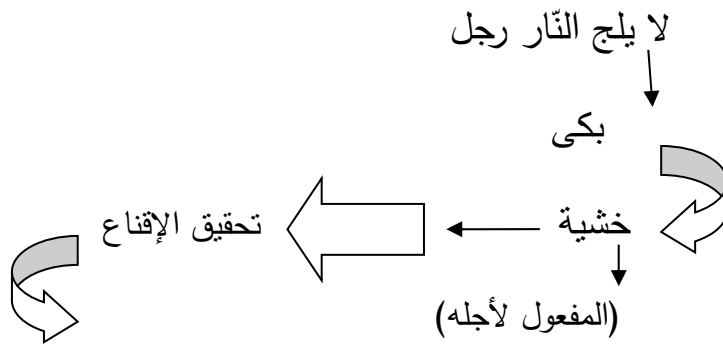 لا يلج النّار رجل
بكى
خشية
تحقيق الإقناع
(المفعول لأجله)